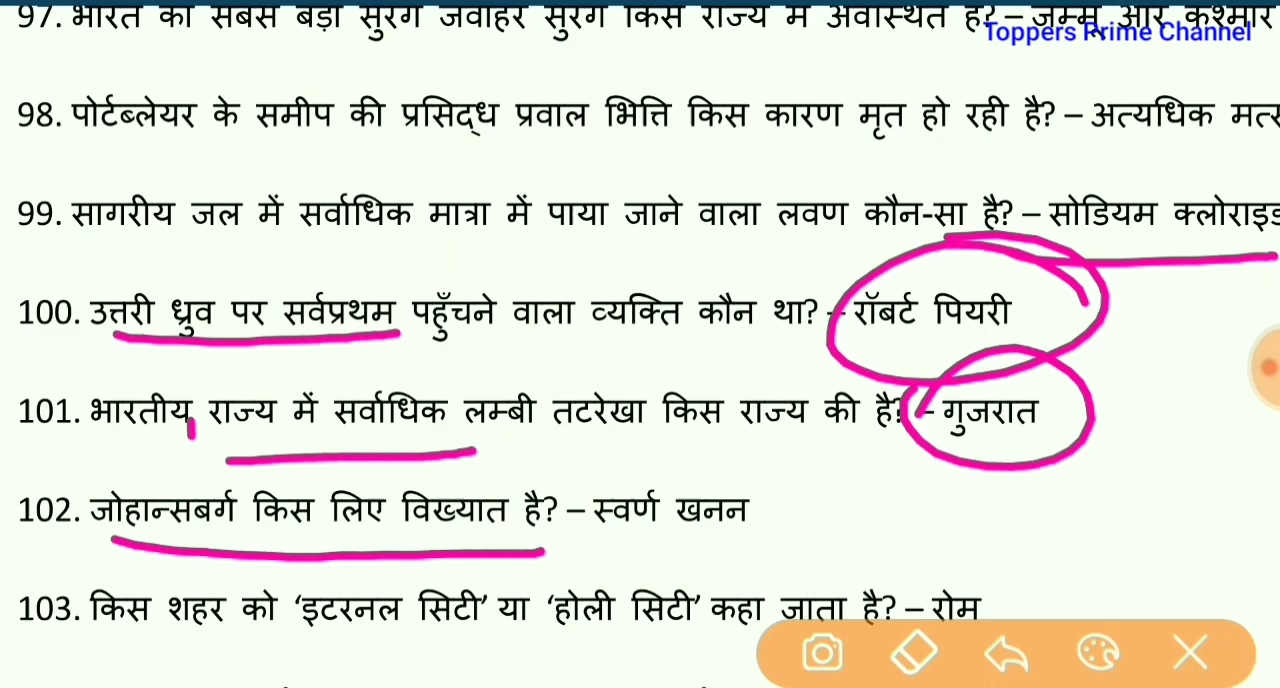 97. भारत की सबसे बड़ी सुरंग जवाहर सुरंग किस राज्य में अवस्थित है? – जम्मू और कश्मीर
Toppers Prime Channel
98. पोर्टब्लेयर के समीप की प्रसिद्ध प्रवाल भित्ति किस कारण मृत हो रही है? – अत्यधिक
99. सागरीय जल में सर्वाधिक मात्रा में पाया जाने वाला लवण कौन-सा है? – सोडियम क्लोराइड
100. उत्तरी ध्रुव पर सर्वप्रथम पहुँचने वाला व्यक्ति कौन था? – रॉबर्ट पियरी
101. भारतीय राज्य में सर्वाधिक लम्बी तटरेखा किस राज्य की है? – गुजरात
102. जोहान्सबर्ग किस लिए विख्यात है? – स्वर्ण खनन
103. किस शहर को ‘इटरनल सिटी’ या ‘होली सिटी’ कहा जाता है? – रोम